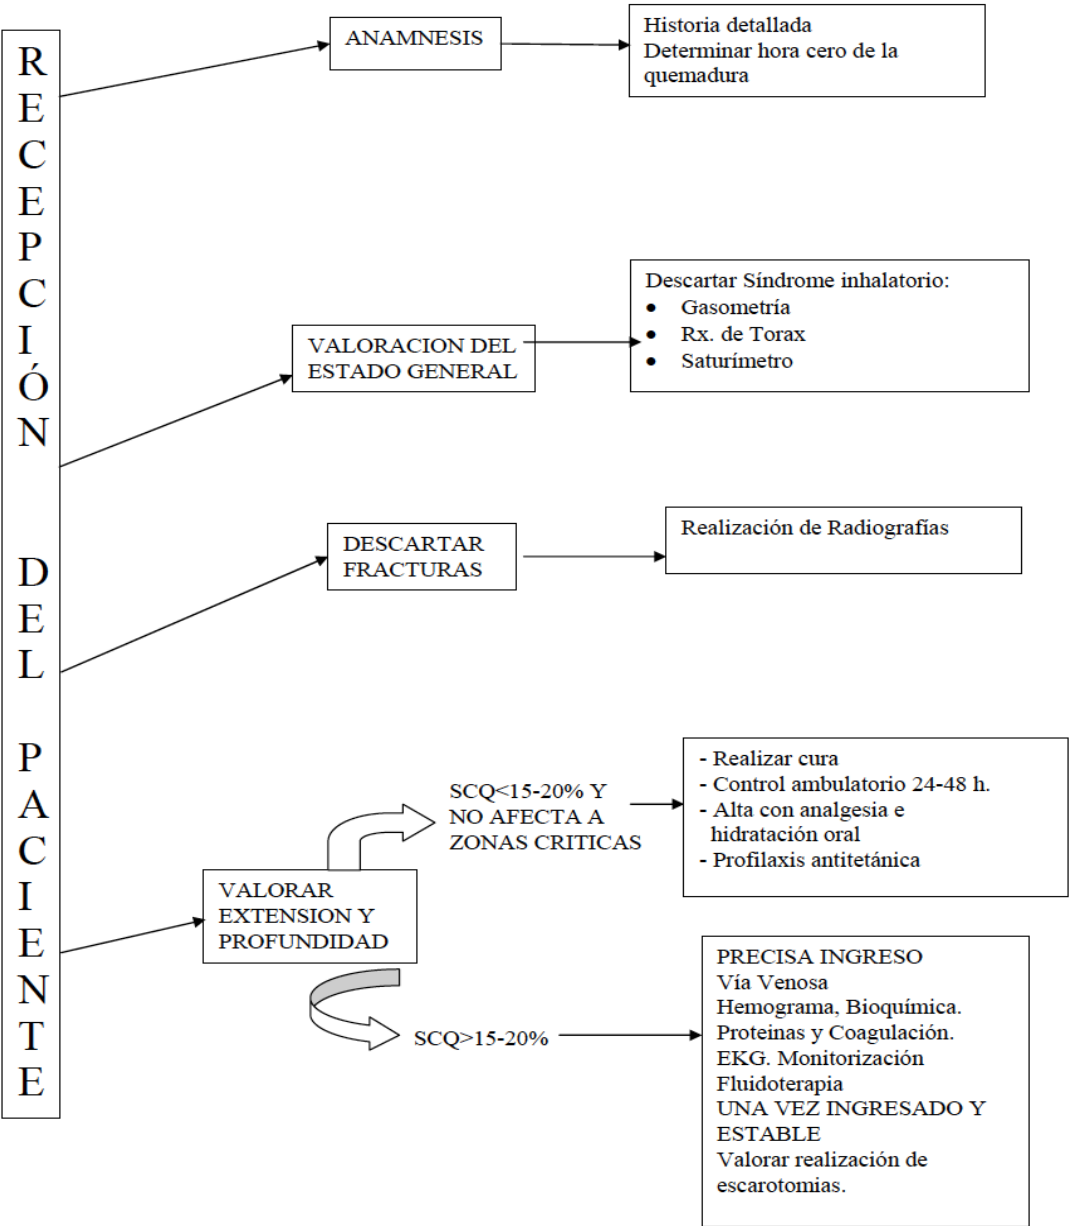 RECEPCIÓN DEL PACIENTE
ANAMNESIS
Historia detallada
Determinar hora cero de la
quemadura
VALORACION DEL
ESTADO GENERAL
Descartar Síndrome inhalatorio:
• Gasometría
• Rx. de Torax
• Saturímetro
DESCARTAR
FRACTURAS
Realización de Radiografías
VALORAR
EXTENSION Y
PROFUNDIDAD
SCQ<15-20% Y
NO AFECTA A
ZONAS CRITICAS
- Realizar cura
- Control ambulatorio 24-48 h.
- Alta con analgesia e
hidratación oral
- Profilaxis antitetánica
SCQ>15-20%
PRECISA INGRESO
Vía Venosa
Hemograma, Bioquímica.
Proteinas y Coagulación.
EKG. Monitorización
Fluidoterapia
UNA VEZ INGRESADO Y
ESTABLE
Valorar realización de
escarotomias.